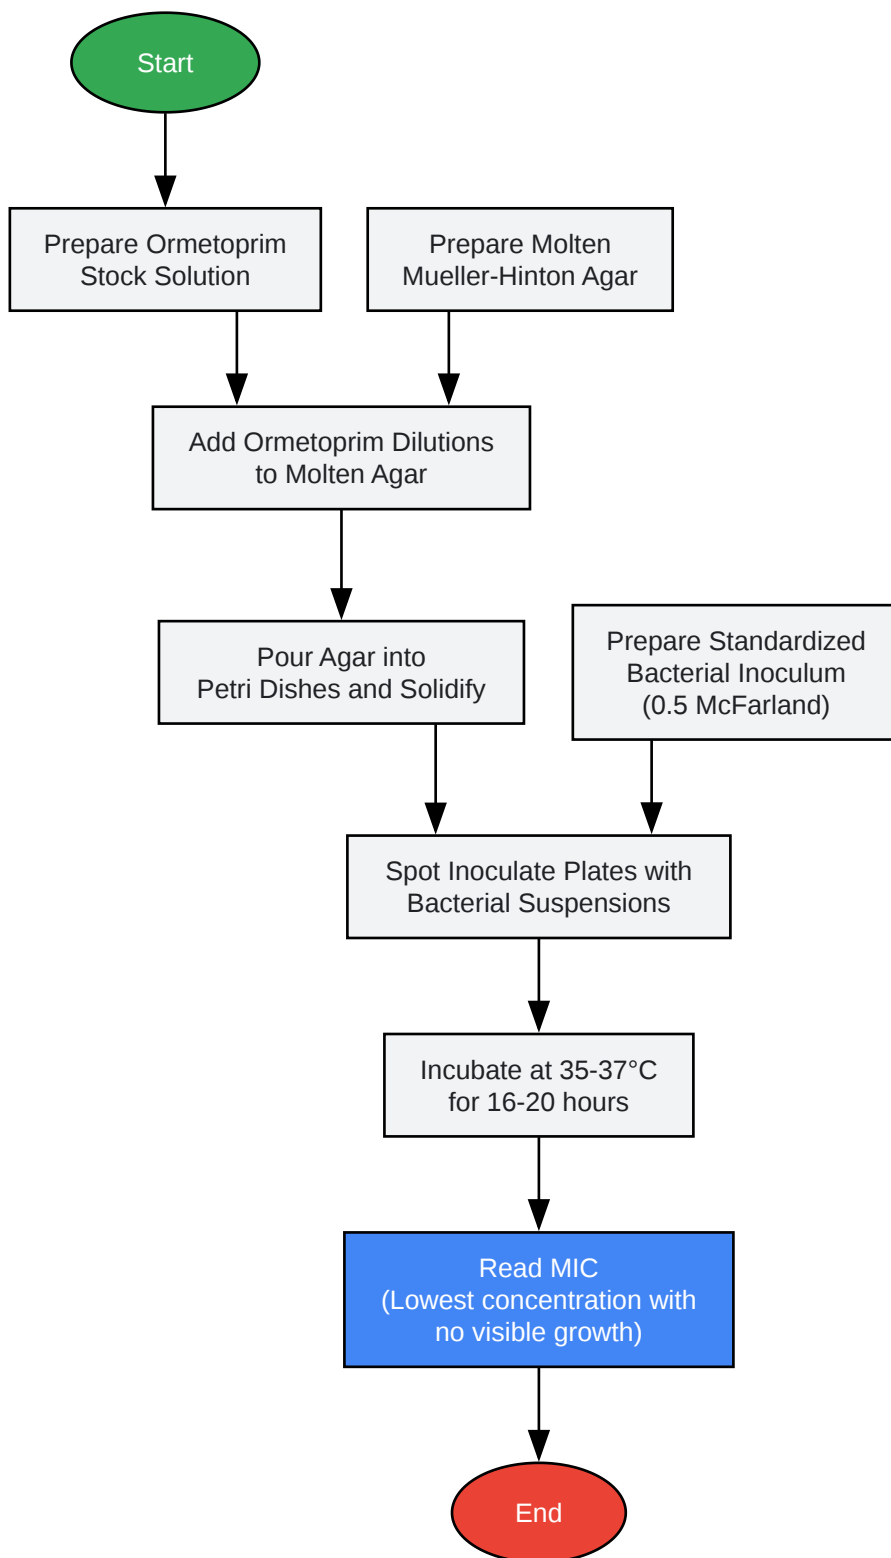 Start
Prepare Ormetoprim
Stock Solution
Prepare Molten
Mueller-Hinton Agar
Add Ormetoprim Dilutions
to Molten Agar
Pour Agar into
Petri Dishes and Solidify
Prepare Standardized
Bacterial Inoculum
(0.5 McFarland)
Spot Inoculate Plates with
Bacterial Suspensions
Incubate at 35-37°C
for 16-20 hours
Read MIC
(Lowest concentration with
no visible growth)
End